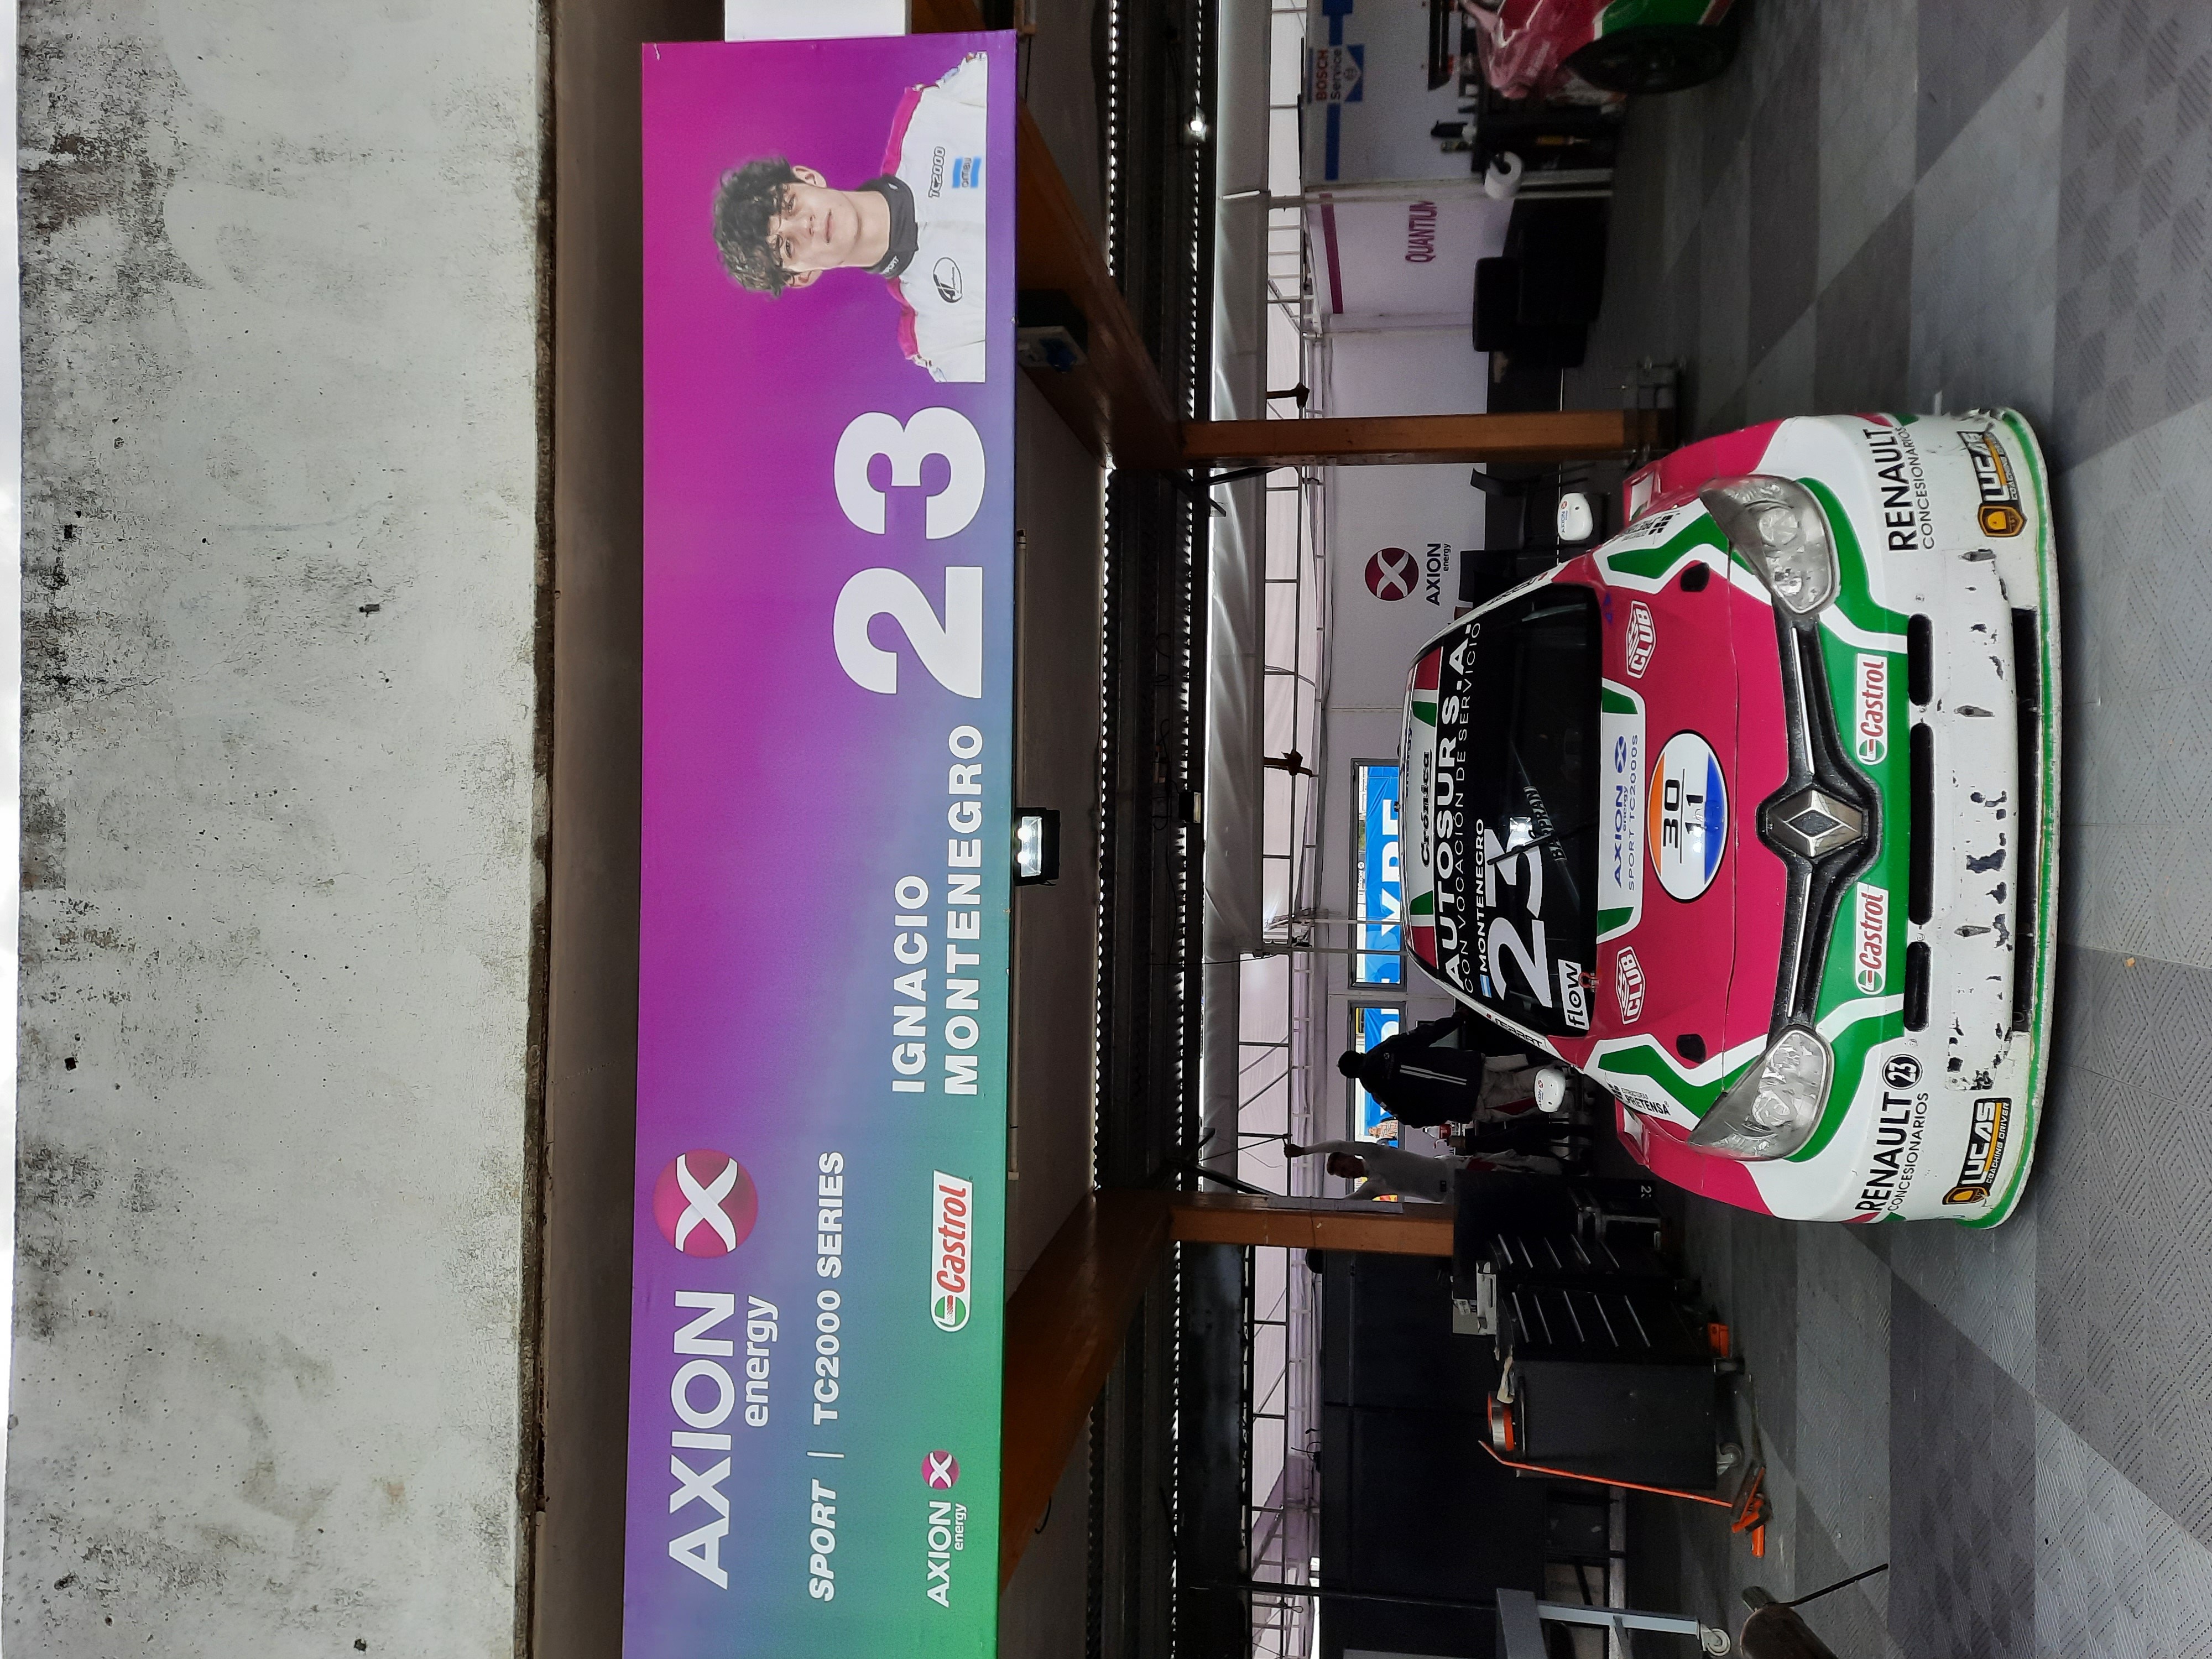 AXION
energy
SPORT | TC2000 SERIES
AXION
energy
Castrol
IGNACIO
MONTENEGRO
23
TC2000
BOSCH
Service
YPF
AXION
energy
QUANTIUM
Crónica
AUTOSUR S.A.
CON VOCACIÓN DE SERVICIO
MONTENEGRO
23
flow
CLUB
AXION
energy
SPORT TC2000S
CLUB
30
11
Castrol
Castrol
RENAULT
CONCESIONARIOS
23
RENAULT
CONCESIONARIOS
LUCAS
COACHING DRIVER
LUCAS
COACHING DRIVER